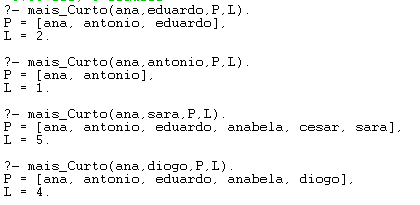 ?- mais_Curto(ana,eduardo,P,L).
P = [ana, antonio, eduardo],
L = 2.
?- mais_Curto(ana,antonio,P,L).
P = [ana, antonio],
L = 1.
?- mais_Curto(ana,sara,P,L).
P = [ana, antonio, eduardo, anabela, cesar, sara],
L = 5.
?- mais_Curto(ana,diogo,P,L).
P = [ana, antonio, eduardo, anabela, diogo],
L = 4.